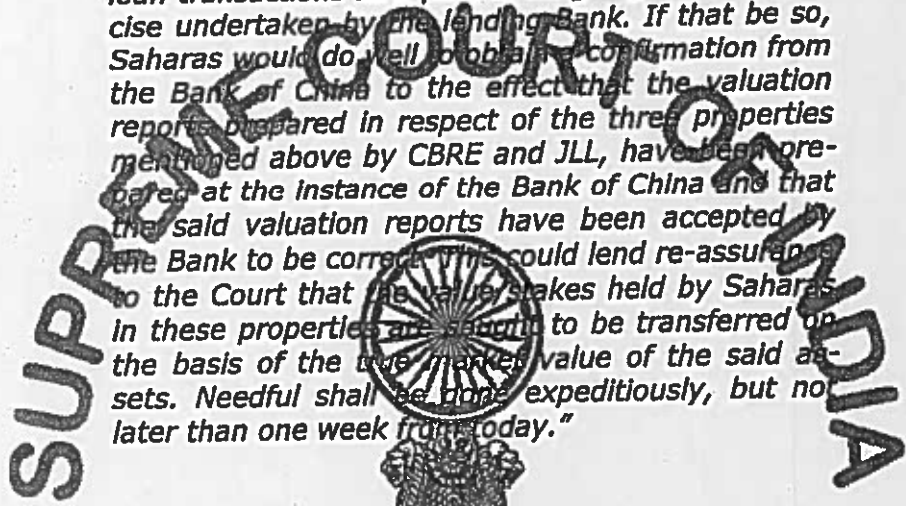 loan transactions
cise undertaken by the lending Bank. If that be so,
Saharas would do well to obtain a confirmation from
the Bank of China to the effect that the valuation
reports prepared in respect of the three properties
mentioned above by CBRE and JLL, have been pre-
pared at the instance of the Bank of China and that
the said valuation reports have been accepted by
the Bank to be correct. This could lend re-assurance
to the Court that the value/stakes held by Saharas
in these properties are sought to be transferred on
the basis of the true market value of the said as-
sets. Needful shall be done expeditiously, but not
later than one week from today."
SUPREME COURT OF INDIA